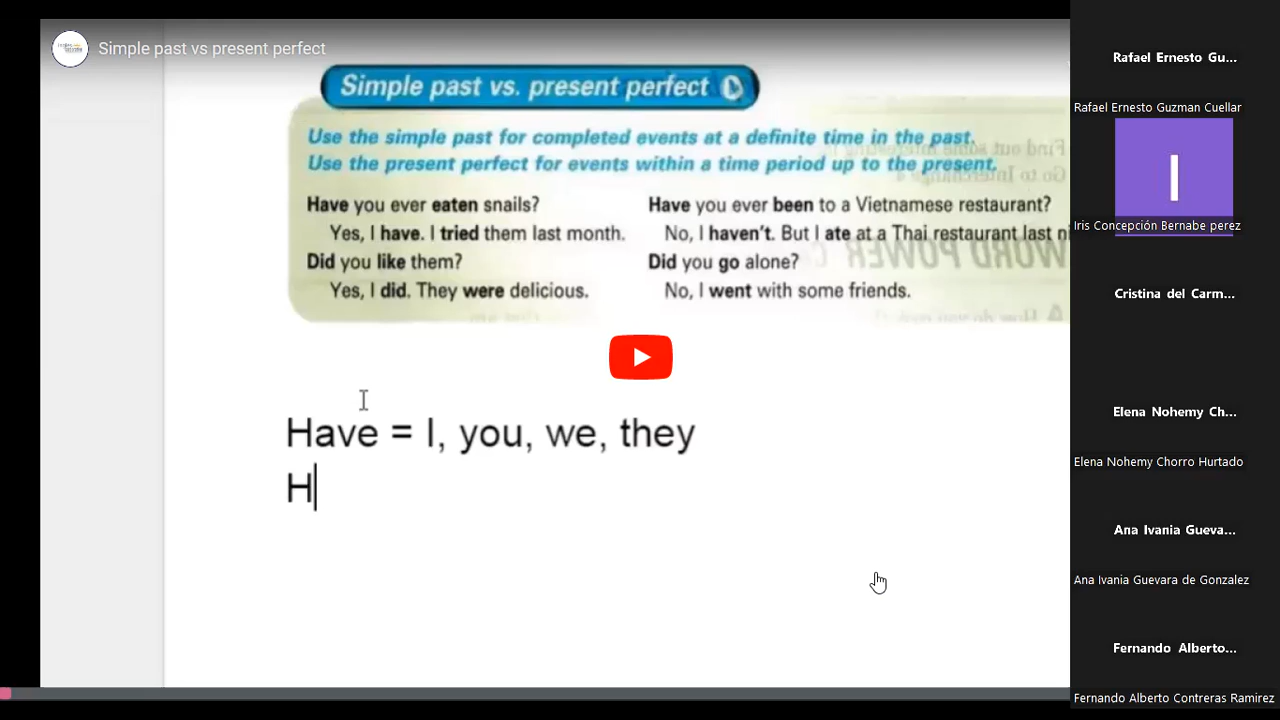 Simple past vs present perfect
Simple past vs. present perfect
Use the simple past for completed events at a definite time in the past.
Use the present perfect for events within a time period up to the present.
Have you ever eaten snails?
Yes, I have. I tried them last month.
Did you like them?
Yes, I did. They were delicious.
Have you ever been to a Vietnamese restaurant?
No, I haven't. But I ate at a Thai restaurant last ni
Did you go alone?
No, I went with some friends.
WORD POWER
Have = I, you, we, they
H
Rafael Ernesto Gu...
Rafael Ernesto Guzman Cuellar
I
Iris Concepción Bernabe perez
Cristina del Carm...
Elena Nohemy Ch...
Elena Nohemy Chorro Hurtado
Ana Ivania Gueva...
Ana Ivania Guevara de Gonzalez
Fernando Alberto...
Fernando Alberto Contreras Ramirez